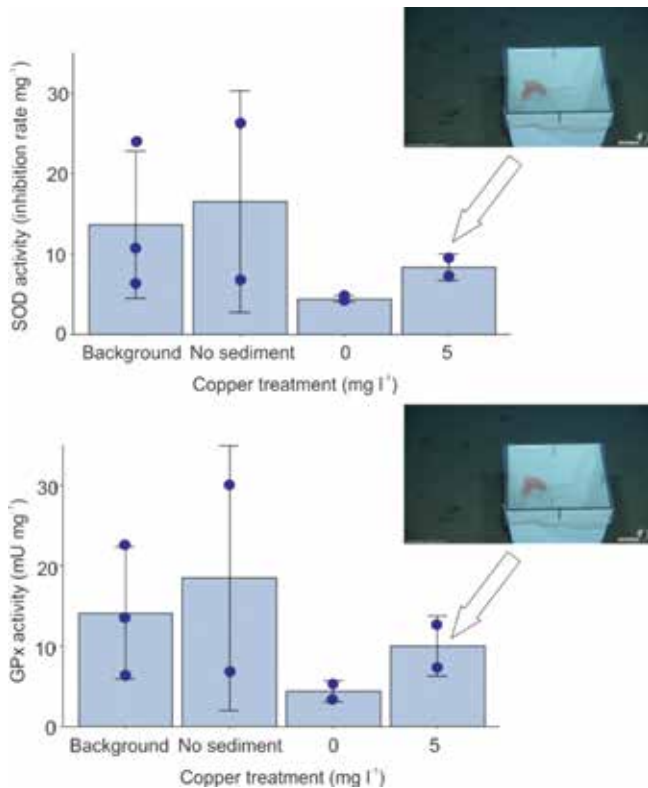 SOD activity (inhibition rate mg⁻¹)
30
20
10
0
Background No sediment 0 5
Copper treatment (mg l⁻¹)
GPx activity (mU mg⁻¹)
30
20
10
0
Background No sediment 0 5
Copper treatment (mg l⁻¹)